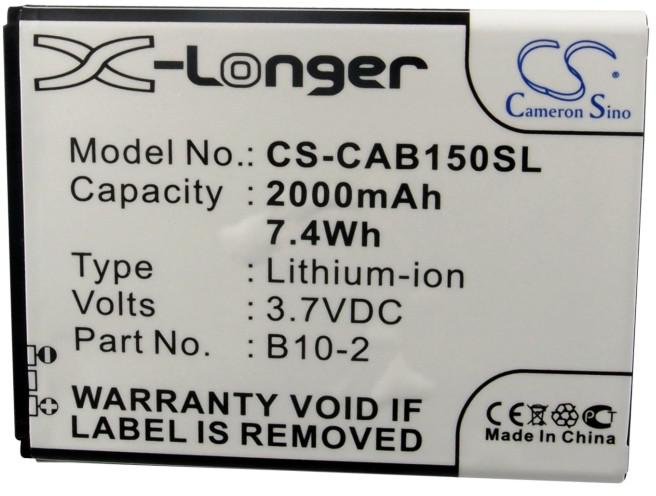 X-Longer
CS
Cameron Sino
Model No.: CS-CAB150SL
Capacity : 2000mAh
7.4Wh
Type : Lithium-ion
Volts : 3.7VDC
Part No. : B10-2
WARRANTY VOID IF
LABEL IS REMOVED
CE
Made In China